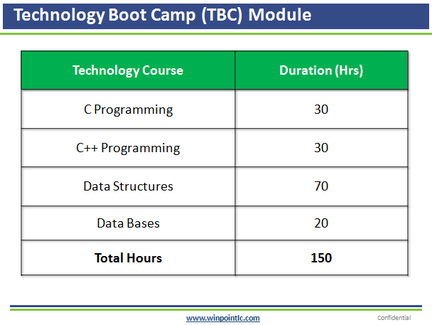 Technology Boot Camp (TBC) Module
Technology Course Duration (Hrs)
C Programming 30
C++ Programming 30
Data Structures 70
Data Bases 20
Total Hours 150
www.winpointlc.com Confidential